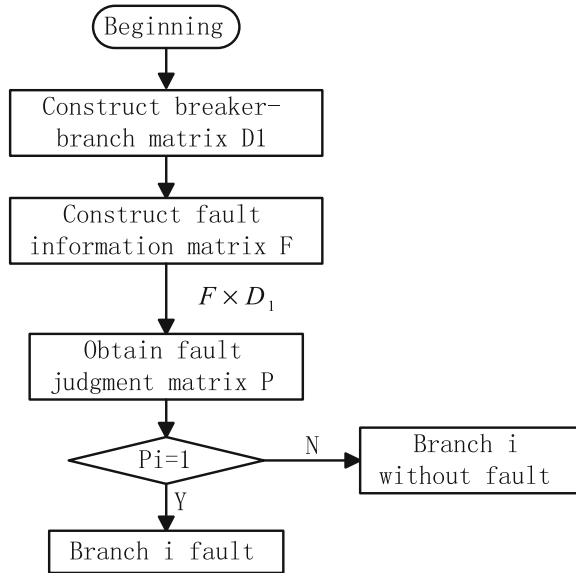 Beginning
Construct breaker-
branch matrix D1
Construct fault
information matrix F
F × D₁
Obtain fault
judgment matrix P
Pi=1
N
Branch i
without fault
Y
Branch i fault